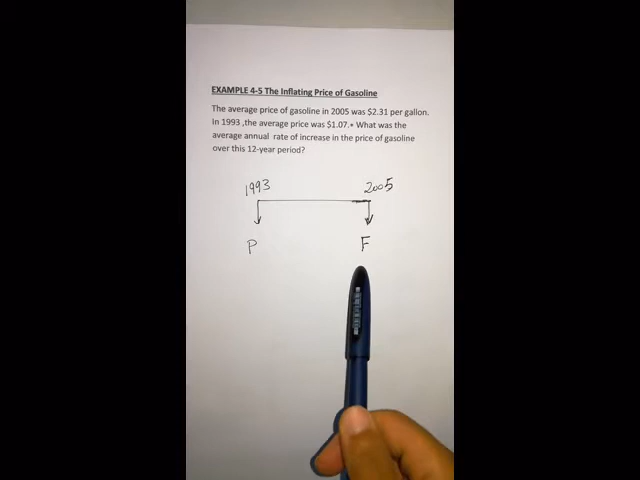 EXAMPLE 4-5 The Inflating Price of Gasoline
The average price of gasoline in 2005 was $2.31 per gallon.
In 1993 ,the average price was $1.07.• What was the
average annual rate of increase in the price of gasoline
over this 12-year period?
1993 2005
P F